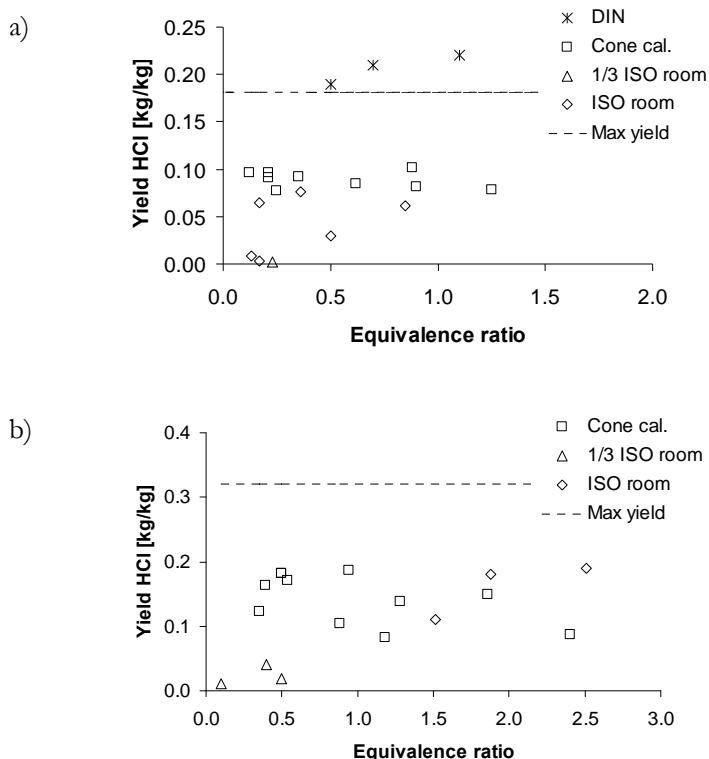 a)
Yield HCl [kg/kg]
0.25
0.20
0.15
0.10
0.05
0.00
0.0 0.5 1.0 1.5 2.0
Equivalence ratio
DIN
Cone cal.
1/3 ISO room
ISO room
Max yield
b)
Yield HCl [kg/kg]
0.4
0.3
0.2
0.1
0.0
0.0 0.5 1.0 1.5 2.0 2.5 3.0
Equivalence ratio
Cone cal.
1/3 ISO room
ISO room
Max yield